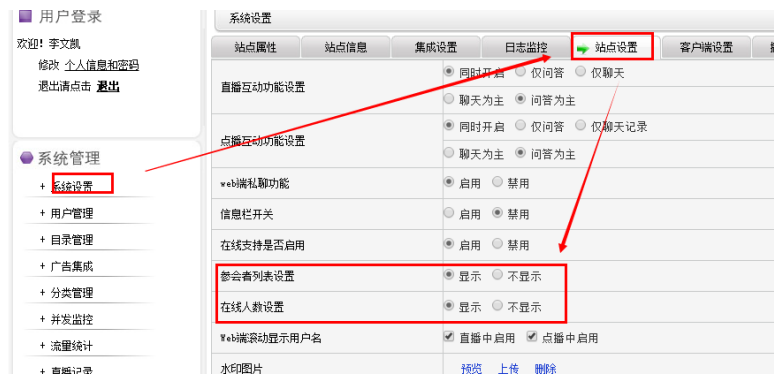 用户登录
欢迎! 李文凯
修改 个人信息和密码
退出请点击 退出
系统管理
+ 系统设置
+ 用户管理
+ 目录管理
+ 广告集成
+ 分类管理
+ 并发监控
+ 流量统计
+ 直播记录
系统设置
站点属性 站点信息 集成设置 日志监控 站点设置 客户端设置
直播互动功能设置
同时开启 仅问答 仅聊天
聊天为主 问答为主
点播互动功能设置
同时开启 仅问答 仅聊天记录
聊天为主 问答为主
web端私聊功能 启用 禁用
信息栏开关 启用 禁用
在线支持是否启用 启用 禁用
参会者列表设置 显示 不显示
在线人数设置 显示 不显示
Web端滚动显示用户名 直播中启用 点播中启用
水印图片 预览 上传 删除